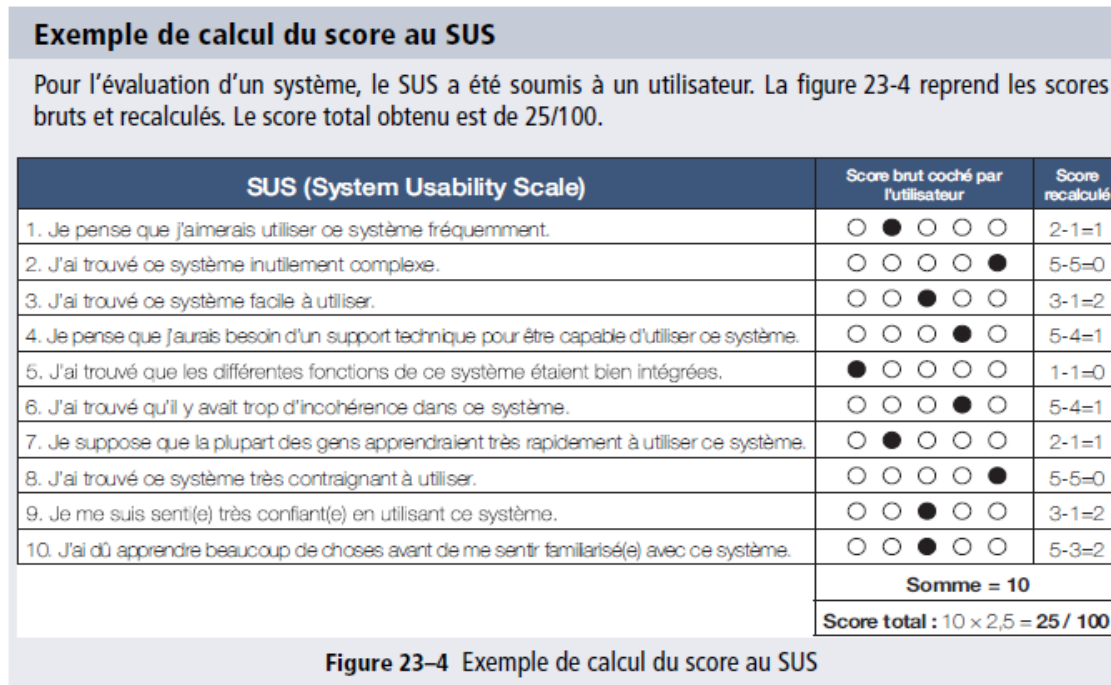 Exemple de calcul du score au SUS
Pour l'évaluation d'un système, le SUS a été soumis à un utilisateur. La figure 23-4 reprend les scores
bruts et recalculés. Le score total obtenu est de 25/100.
SUS (System Usability Scale) Score brut coché par l'utilisateur Score recalculé
1. Je pense que j'aimerais utiliser ce système fréquemment. 2-1=1
2. J'ai trouvé ce système inutilement complexe. 5-5=0
3. J'ai trouvé ce système facile à utiliser. 3-1=2
4. Je pense que j'aurais besoin d'un support technique pour être capable d'utiliser ce système. 5-4=1
5. J'ai trouvé que les différentes fonctions de ce système étaient bien intégrées. 1-1=0
6. J'ai trouvé qu'il y avait trop d'incohérence dans ce système. 5-4=1
7. Je suppose que la plupart des gens apprendraient très rapidement à utiliser ce système. 2-1=1
8. J'ai trouvé ce système très contraignant à utiliser. 5-5=0
9. Je me suis senti(e) très confiant(e) en utilisant ce système. 3-1=2
10. J'ai dû apprendre beaucoup de choses avant de me sentir familiarisé(e) avec ce système. 5-3=2
Somme = 10
Score total : 10 × 2,5 = 25 / 100
Figure 23–4 Exemple de calcul du score au SUS